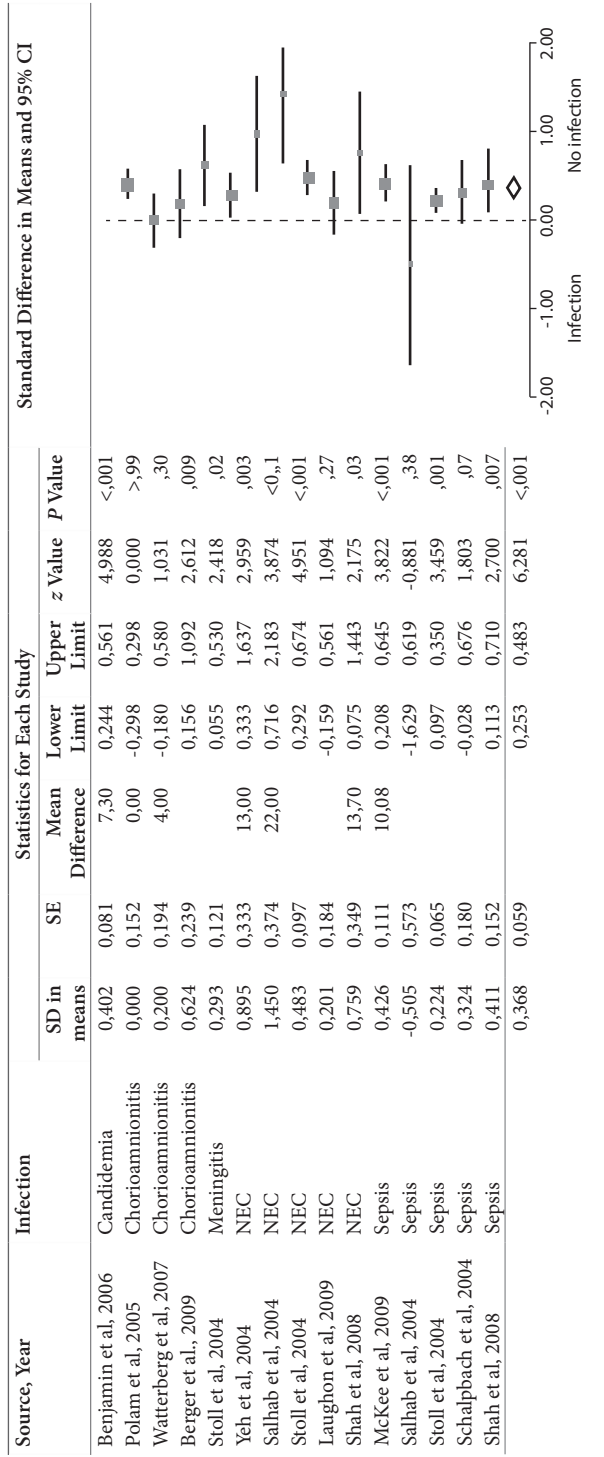 Source, Year Infection Statistics for Each Study Standard Difference in Means and 95% CI
SD in means SE Mean Difference Lower Limit Upper Limit z Value P Value
Benjamin et al, 2006 Candidemia 0,402 0,081 7,30 0,244 0,561 4,988 <,001
Polam et al, 2005 Chorioamnionitis 0,000 0,152 0,00 -0,298 0,298 0,000 >,99
Watterberg et al, 2007 Chorioamnionitis 0,200 0,194 4,00 -0,180 0,580 1,031 ,30
Berger et al., 2009 Chorioamnionitis 0,624 0,239 0,156 1,092 2,612 ,009
Stoll et al, 2004 Meningitis 0,293 0,121 0,055 0,530 2,418 ,02
Yeh et al, 2004 NEC 0,895 0,333 13,00 0,333 1,637 2,959 ,003
Salhab et al, 2004 NEC 1,450 0,374 22,00 0,716 2,183 3,874 <0,,1
Stoll et al, 2004 NEC 0,483 0,097 0,292 0,674 4,951 <,001
Laughon et al, 2009 NEC 0,201 0,184 -0,159 0,561 1,094 ,27
Shah et al, 2008 NEC 0,759 0,349 13,70 0,075 1,443 2,175 ,03
McKee et al, 2009 Sepsis 0,426 0,111 10,08 0,208 0,645 3,822 <,001
Salhab et al, 2004 Sepsis -0,505 0,573 -1,629 0,619 -0,881 ,38
Stoll et al, 2004 Sepsis 0,224 0,065 0,097 0,350 3,459 ,001
Schalpbach et al, 2004 Sepsis 0,324 0,180 -0,028 0,676 1,803 ,07
Shah et al, 2008 Sepsis 0,411 0,152 0,113 0,710 2,700 ,007
0,368 0,059 0,253 0,483 6,281 <,001
-2.00 -1.00 0.00 1.00 2.00
Infection No infection